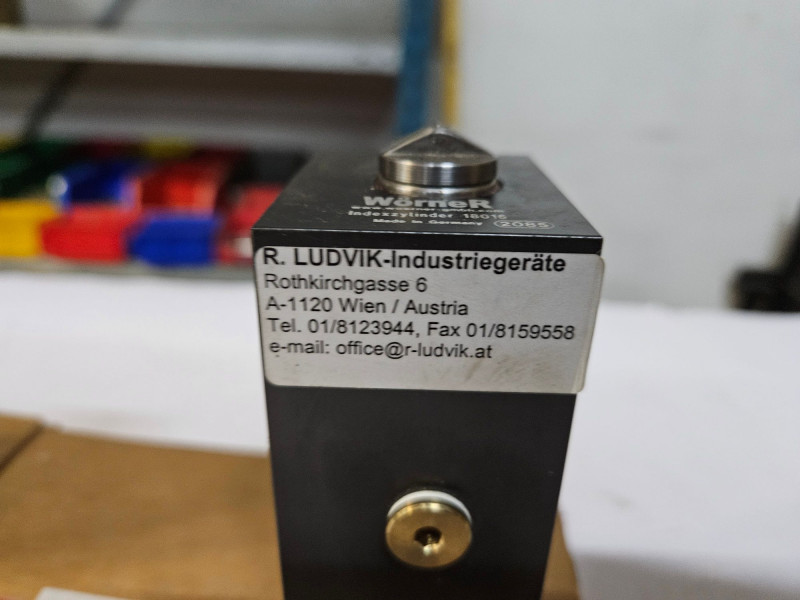 WörneR
Indexzylinder 18015
Made in Germany 2085
R. LUDVIK-Industriegeräte
Rothkirchgasse 6
A-1120 Wien / Austria
Tel. 01/8123944, Fax 01/8159558
e-mail: office@r-ludvik.at